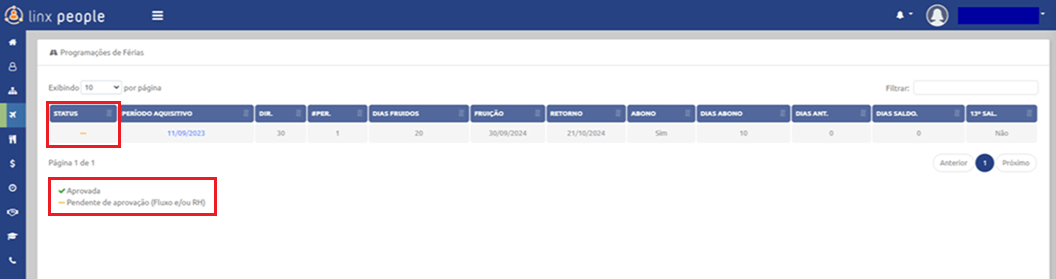 linx people
Programações de Férias
Exibindo 10 por página
Filtrar:
STATUS PERÍODO AQUISITIVO DIR. #PER. DIAS FRUIDOS FRUIÇÃO RETORNO ABONO DIAS ABONO DIAS ANT. DIAS SALDO. 13º SAL.
11/09/2023 30 1 20 30/09/2024 21/10/2024 Sim 10 0 0 Não
Página 1 de 1
Anterior 1 Próximo
Aprovada
Pendente de aprovação (Fluxo e/ou RH)